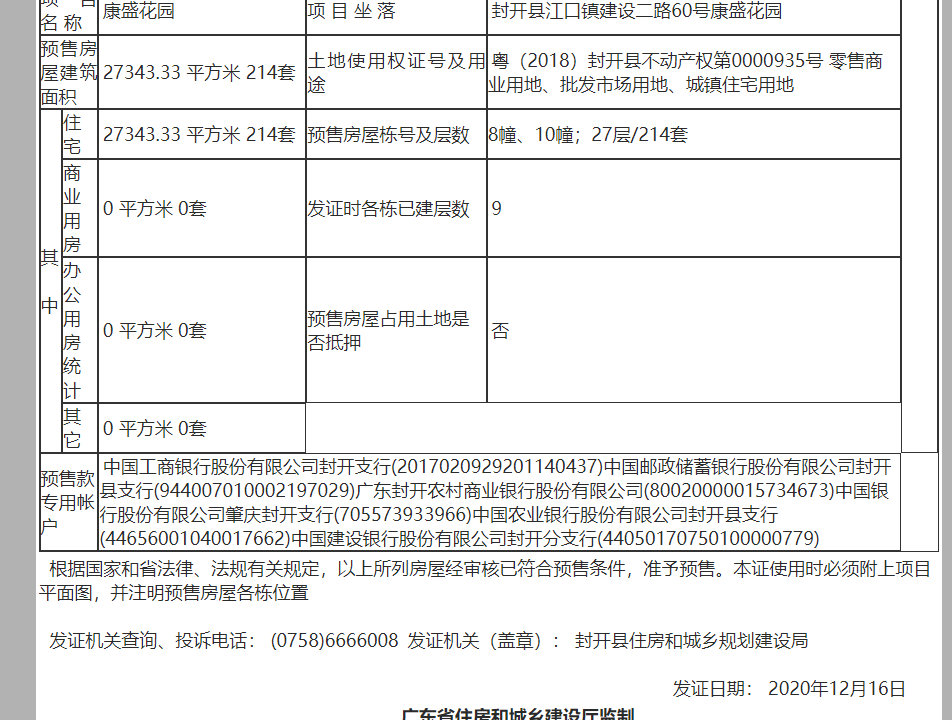 项 目 康盛花园 项 目 坐 落 封开县江口镇建设二路60号康盛花园
名 称
预售房
屋建筑
面积
27343.33 平方米 214套
土地使用权证号及用
途
粤（2018）封开县不动产权第0000935号 零售商
业用地、批发市场用地、城镇住宅用地
其
中
住
宅
27343.33 平方米 214套
预售房屋栋号及层数
8幢、10幢；27层/214套
商
业
用
房
0 平方米 0套
发证时各栋已建层数
9
办
公
用
房
统
计
0 平方米 0套
预售房屋占用土地是
否抵押
否
其
它
0 平方米 0套
预售款
专用帐
户
中国工商银行股份有限公司封开支行(2017020929201140437)中国邮政储蓄银行股份有限公司封开
县支行(944007010002197029)广东封开农村商业银行股份有限公司(80020000015734673)中国银
行股份有限公司肇庆封开支行(705573933966)中国农业银行股份有限公司封开县支行
(44656001040017662)中国建设银行股份有限公司封开分支行(44050170750100000779)
根据国家和省法律、法规有关规定，以上所列房屋经审核已符合预售条件，准予预售。本证使用时必须附上项目
平面图，并注明预售房屋各栋位置
发证机关查询、投诉电话： (0758)6666008 发证机关（盖章）： 封开县住房和城乡规划建设局
发证日期： 2020年12月16日
广东省住房和城乡建设厅监制